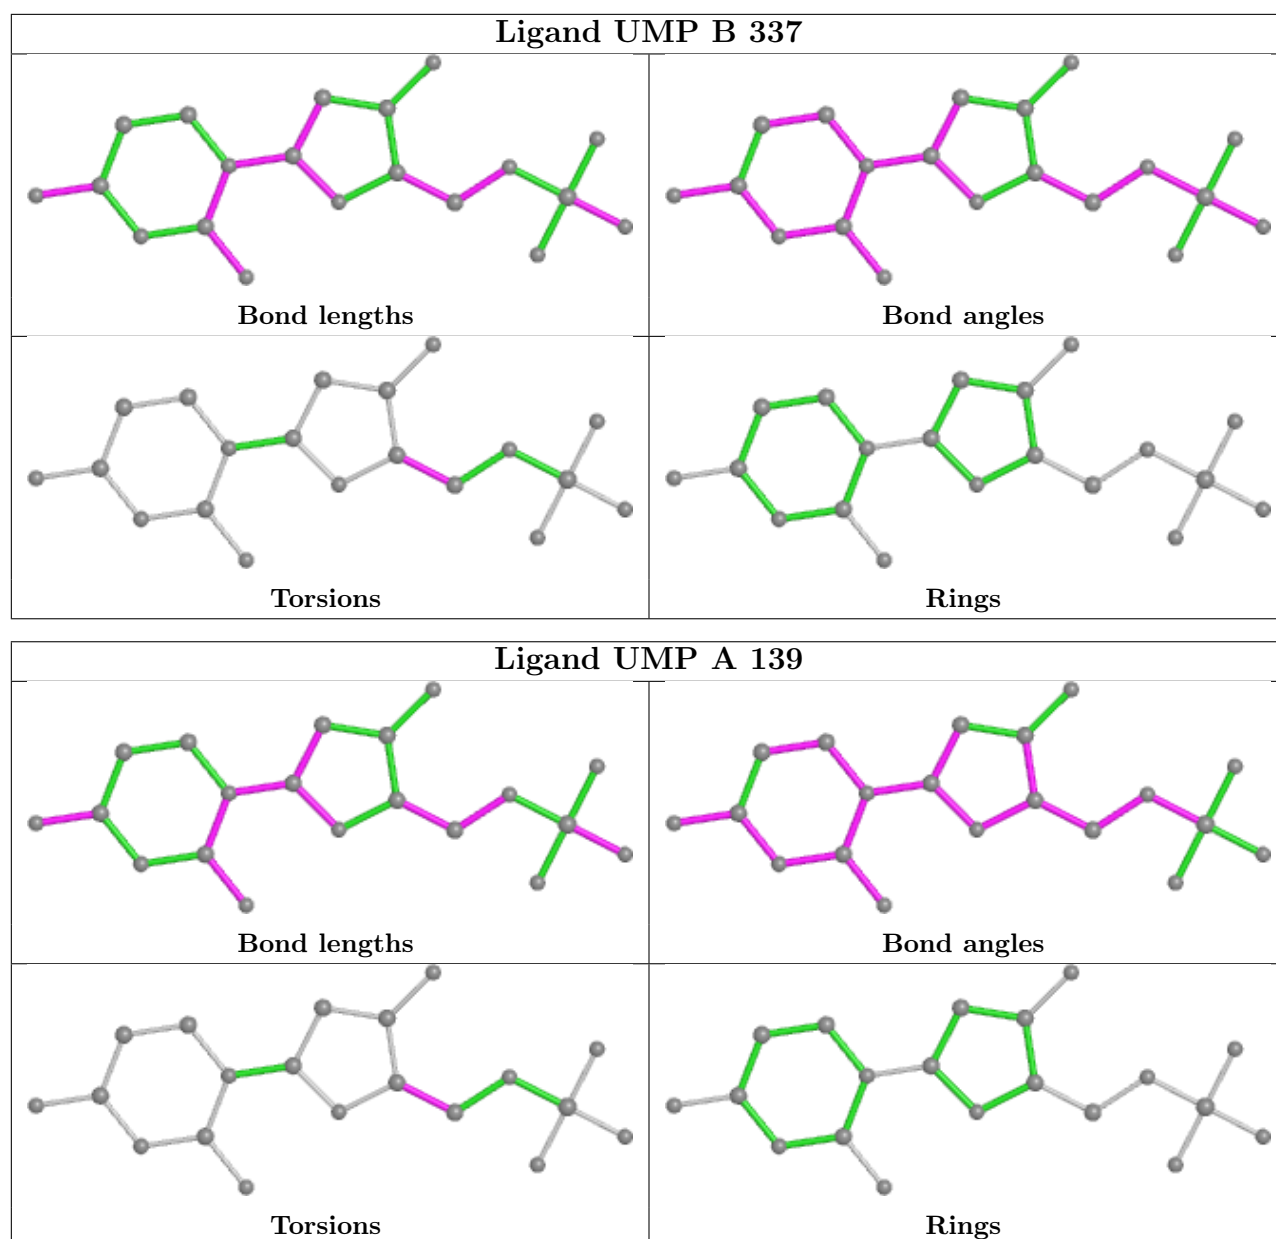 Ligand UMP B 337
Bond lengths
Bond angles
Torsions
Rings
Ligand UMP A 139
Bond lengths
Bond angles
Torsions
Rings